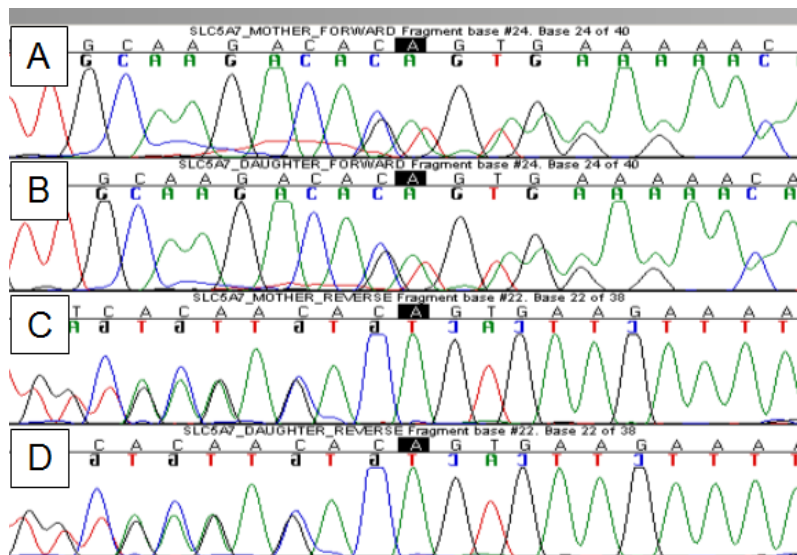 A
SLC5A7_MOTHER_FORWARD Fragment base #24. Base 24 of 40
G C A A G A C A C A G T G A A A A A C
G C A A G A C A C A G T G A A A A A C
B
SLC5A7_DAUGHTER_FORWARD Fragment base #24. Base 24 of 40
G C A A G A C A C A G T G A A A A A C A
G C A A G A C A C A G T G A A A A A C A
C
SLC5A7_MOTHER_REVERSE Fragment base #22. Base 22 of 38
T C A C A A C A C A G T G A A G A A A A
A G T G T T G T G T C A C T T C T T T T
D
SLC5A7_DAUGHTER_REVERSE Fragment base #22. Base 22 of 38
C A C A A C A C A G T G A A G A A A A
G T G T T G T G T C A C T T C T T T T